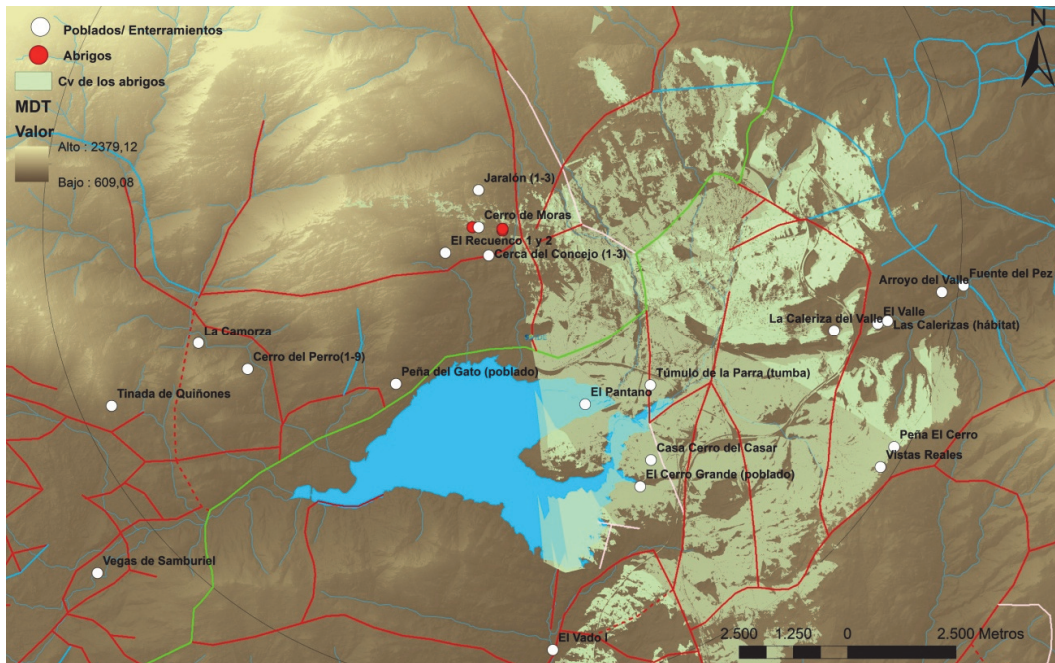 Poblados/ Enterramientos
Abrigos
Cv de los abrigos
MDT
Valor
Alto : 2379,12
Bajo : 609,08
N
Jaralón (1-3)
Cerro de Moras
El Recuenco 1 y 2
Cerca del Concejo (1-3)
Arroyo del Valle
Fuente del Pez
La Caleriza del Valle
El Valle
Las Calerizas (hábitat)
La Camorza
Cerro del Perro(1-9)
Peña del Gato (poblado)
Túmulo de la Parra (tumba)
Tinada de Quiñones
El Pantano
Peña El Cerro
Casa Cerro del Casar
Vistas Reales
El Cerro Grande (poblado)
Vegas de Samburiel
El Vado I
2.500 1.250 0 2.500 Metros